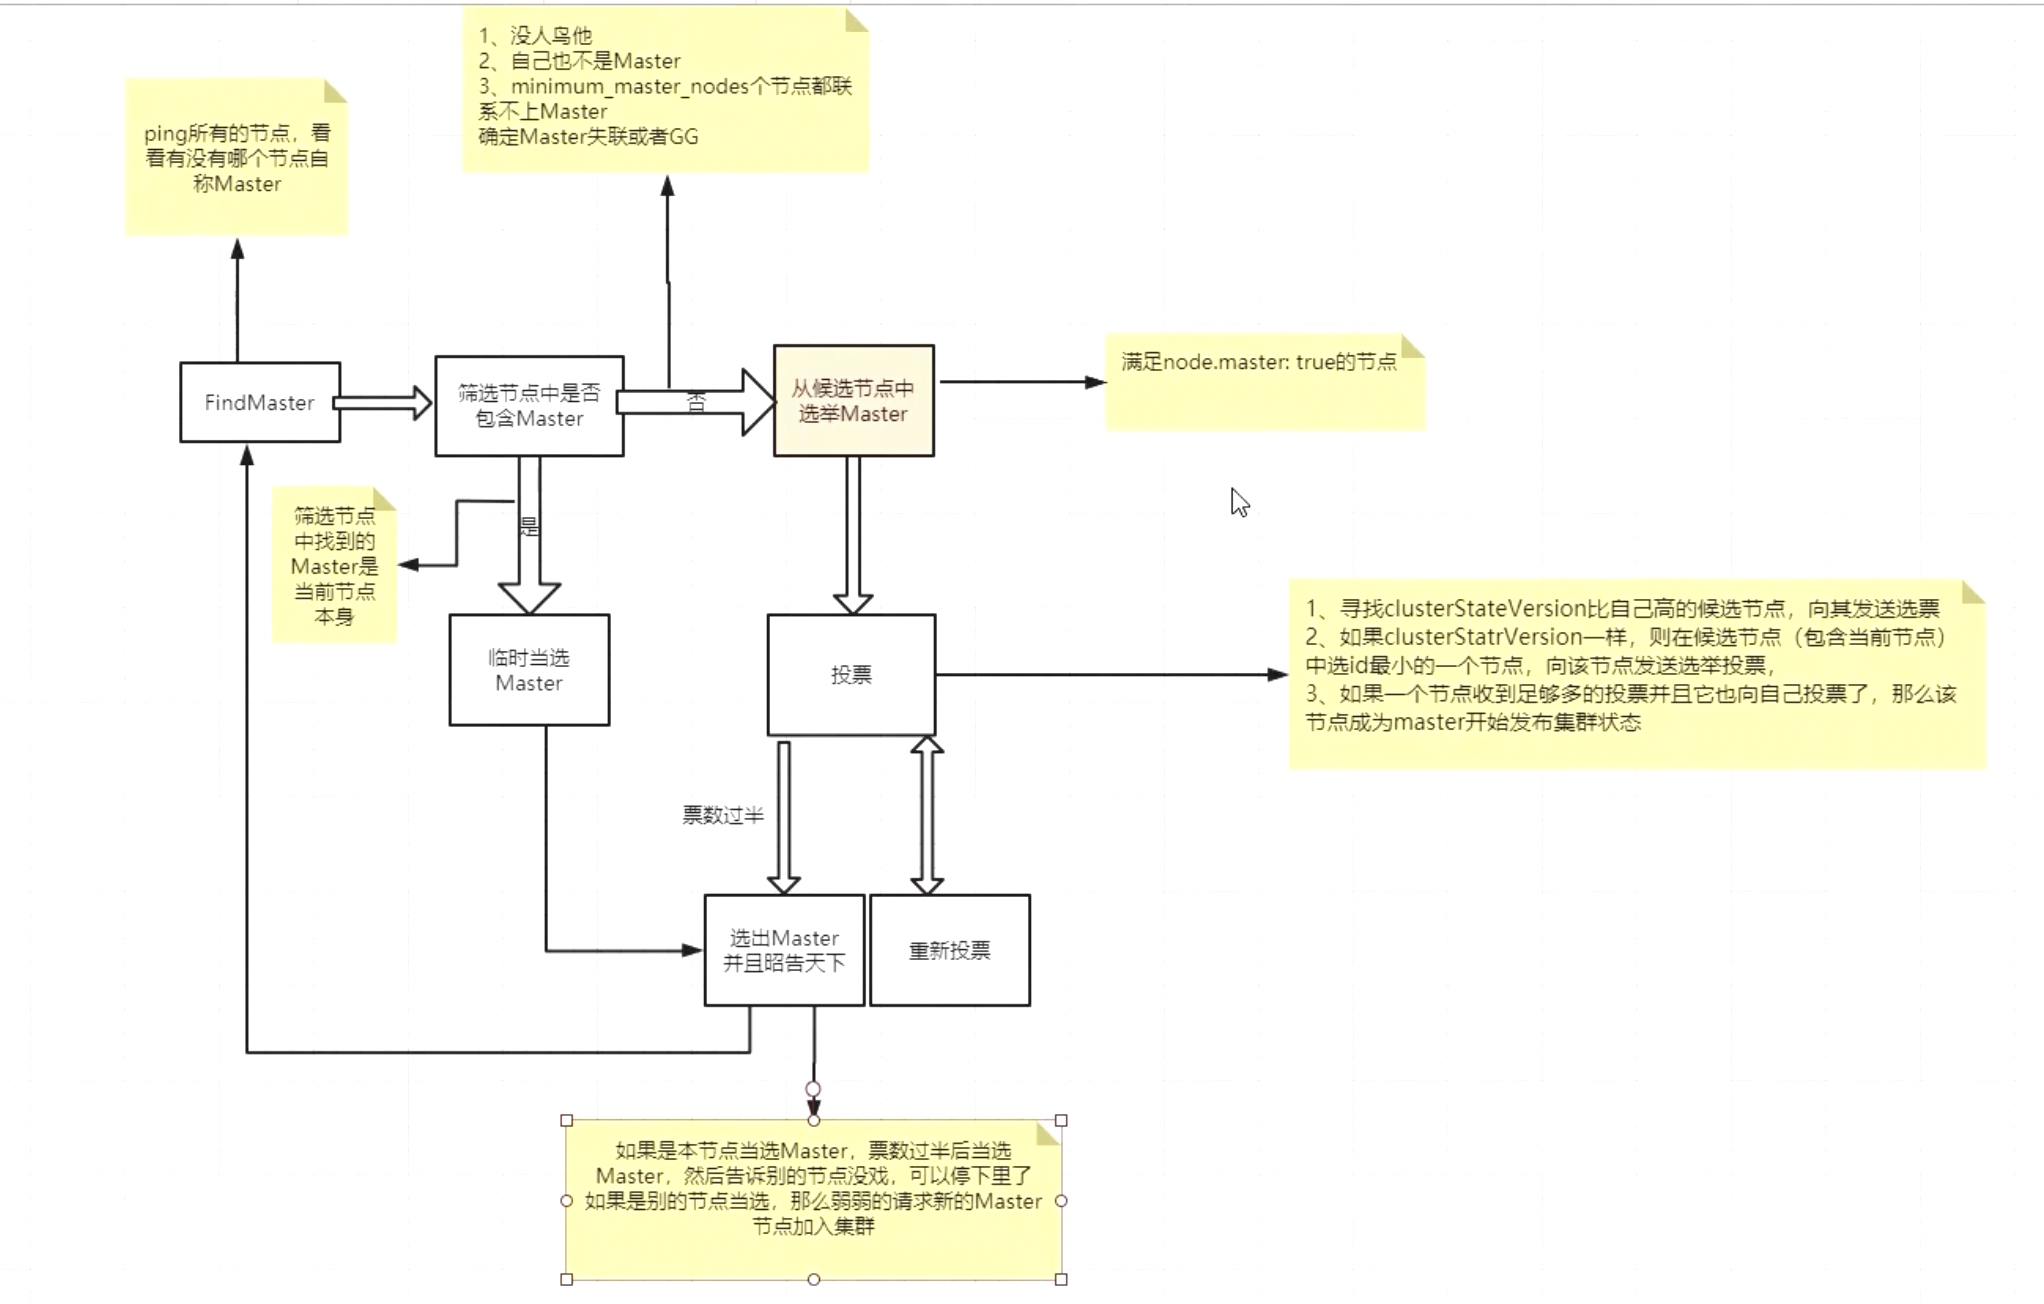 1、没人鸟他
2、自己也不是Master
3、minimum_master_nodes个节点都联
系不上Master
确定Master失联或者GG
ping所有的节点，看
看有没有哪个节点自
称Master
FindMaster
筛选节点中是否
包含Master
否
从候选节点中
选举Master
满足node.master: true的节点
筛选节点
中找到的
Master是
当前节点
本身
是
临时当选
Master
投票
1、寻找clusterStateVersion比自己高的候选节点，向其发送选票
2、如果clusterStatrVersion一样，则在候选节点（包含当前节点）
中选id最小的一个节点，向该节点发送选举投票，
3、如果一个节点收到足够多的投票并且它也向自己投票了，那么该
节点成为master开始发布集群状态
票数过半
选出Master
并且昭告天下
重新投票
如果是本节点当选Master，票数过半后当选
Master，然后告诉别的节点没戏，可以停下里了
如果是别的节点当选，那么弱弱的请求新的Master
节点加入集群